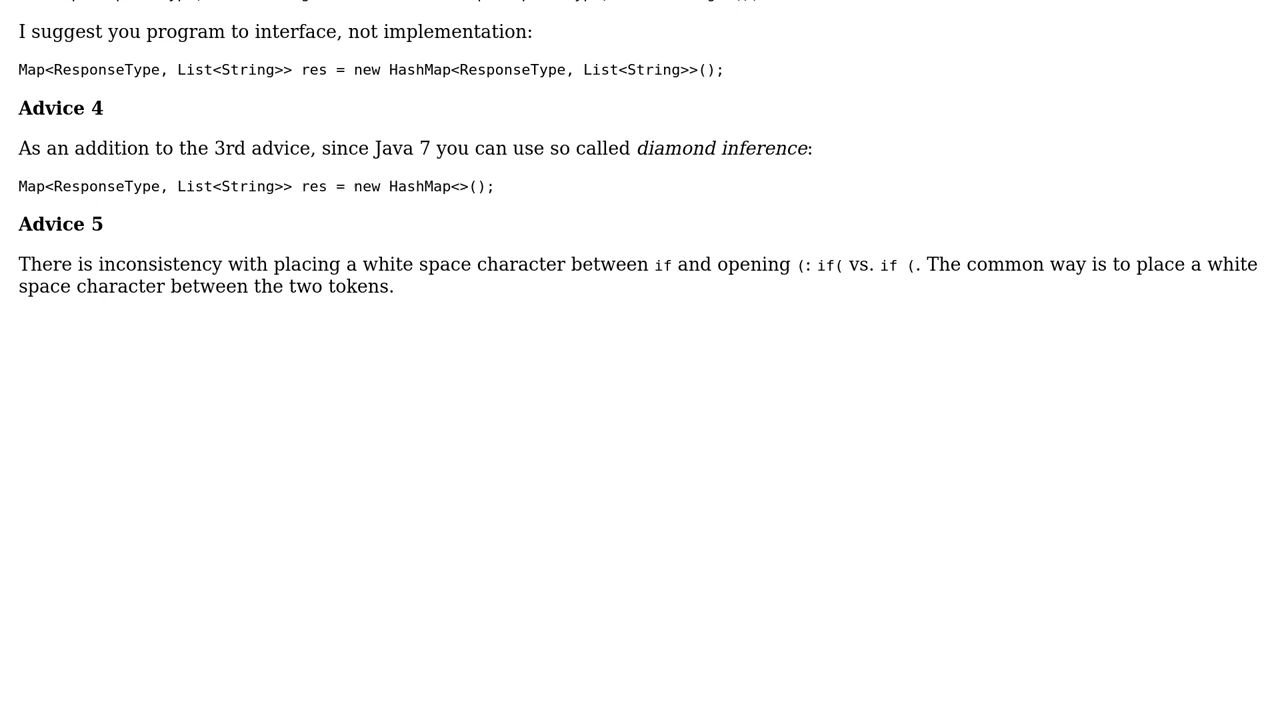 I suggest you program to interface, not implementation:
Map<ResponseType, List<String>> res = new HashMap<ResponseType, List<String>>();
Advice 4
As an addition to the 3rd advice, since Java 7 you can use so called diamond inference:
Map<ResponseType, List<String>> res = new HashMap<>();
Advice 5
There is inconsistency with placing a white space character between if and opening (: if( vs. if (. The common way is to place a white
space character between the two tokens.